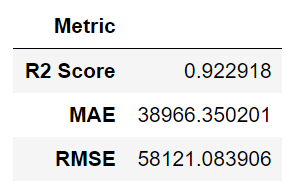 Metric
R2 Score 0.922918
MAE 38966.350201
RMSE 58121.083906